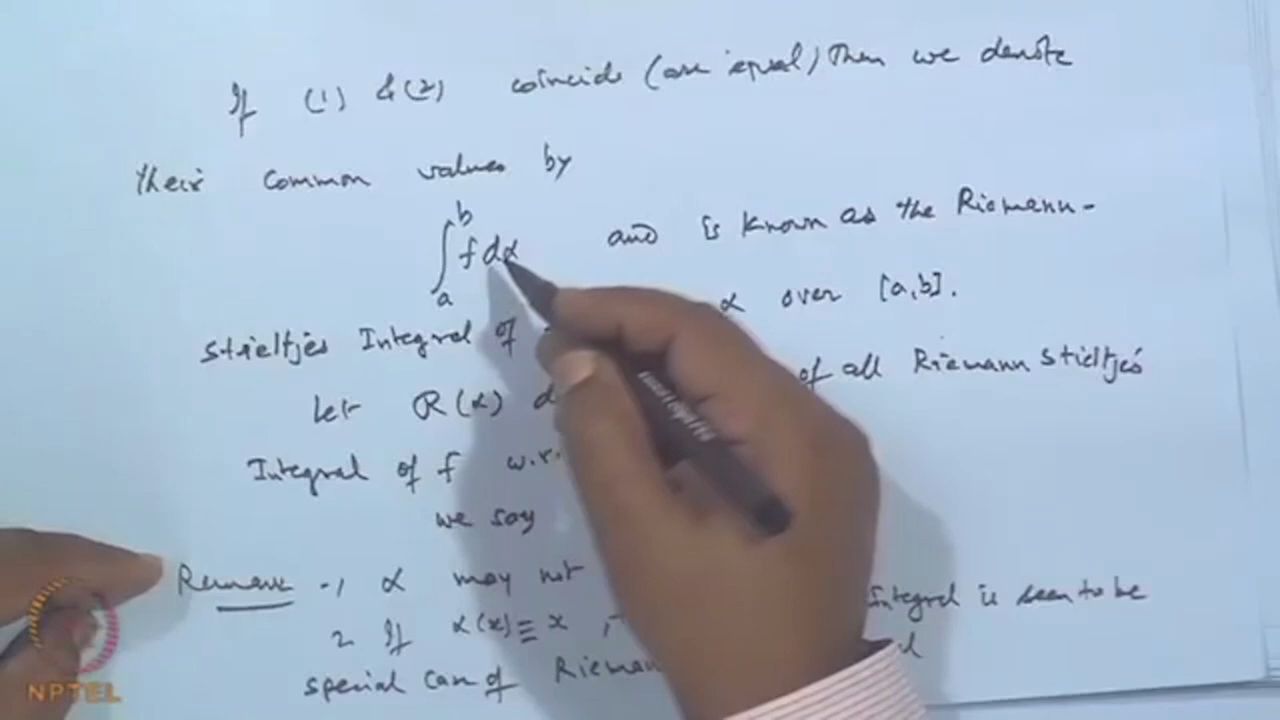 If (1) & (2) coincide (are equal) Then we denote
their common values by
∫_a^b f dα and is known as the Riemann-
Stieltjes Integral of α over [a,b].
Let R(α) of all Riemann Stieltjes
Integral of f w.r.
we say
Remark 1 α may not
2 If α(x) ≡ x, Integral is seen to be
special case of Rieman
NPTEL